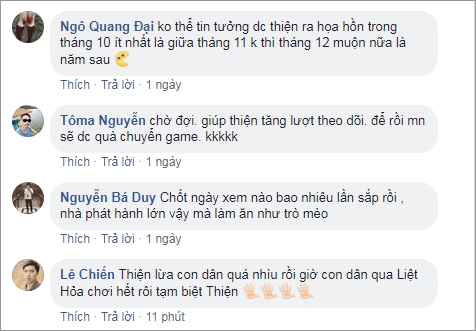 Ngô Quang Đại ko thể tin tưởng dc thiện ra họa hồn trong
tháng 10 ít nhất là giữa tháng 11 k thì tháng 12 muộn nữa là
năm sau
Thích · Trả lời · 1 ngày
Tôma Nguyễn chờ đợi. giúp thiện tăng lượt theo dõi. để rồi mn
sẽ dc quà chuyển game. kkkkk
Thích · Trả lời · 1 ngày
Nguyễn Bá Duy Chốt ngày xem nào bao nhiêu lần sắp rồi ,
nhà phát hành lớn vậy mà làm ăn như trò mèo
Thích · Trả lời · 1 ngày
Lê Chiến Thiện lừa con dân quá nhìu rồi giờ con dân qua Liệt
Hỏa chơi hết rôi tạm biệt Thiện 👋🏻👋🏻👋🏻👋🏻
Thích · Trả lời · 11 phút